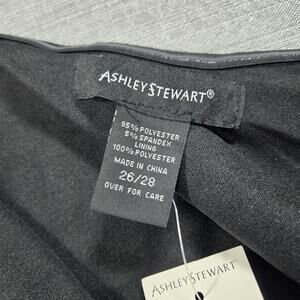 ASHLEY STEWART®
95% POLYESTER
5% SPANDEX
LINING
100% POLYESTER
MADE IN CHINA
26/28
OVER FOR CARE
ASHLEY STEWART